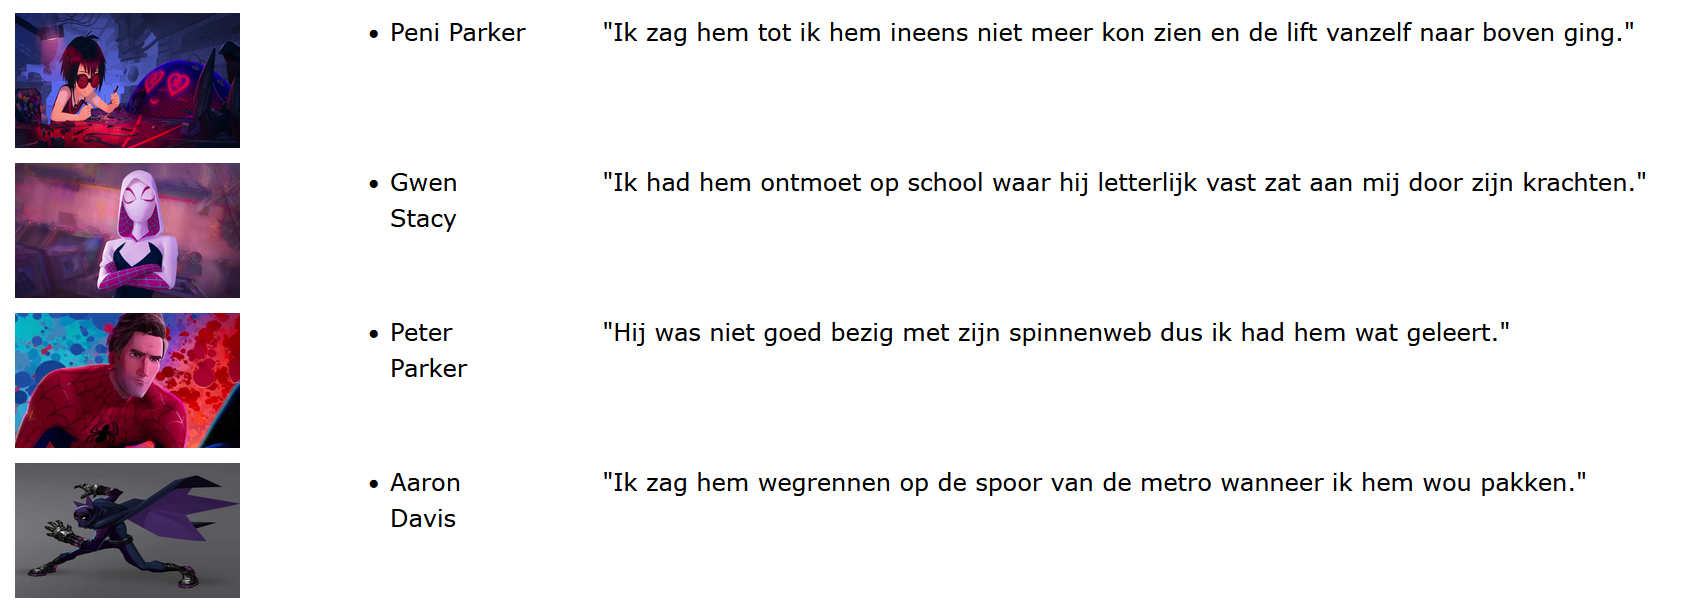 • Peni Parker "Ik zag hem tot ik hem ineens niet meer kon zien en de lift vanzelf naar boven ging."
• Gwen Stacy "Ik had hem ontmoet op school waar hij letterlijk vast zat aan mij door zijn krachten."
• Peter Parker "Hij was niet goed bezig met zijn spinnenweb dus ik had hem wat geleert."
• Aaron Davis "Ik zag hem wegrennen op de spoor van de metro wanneer ik hem wou pakken."